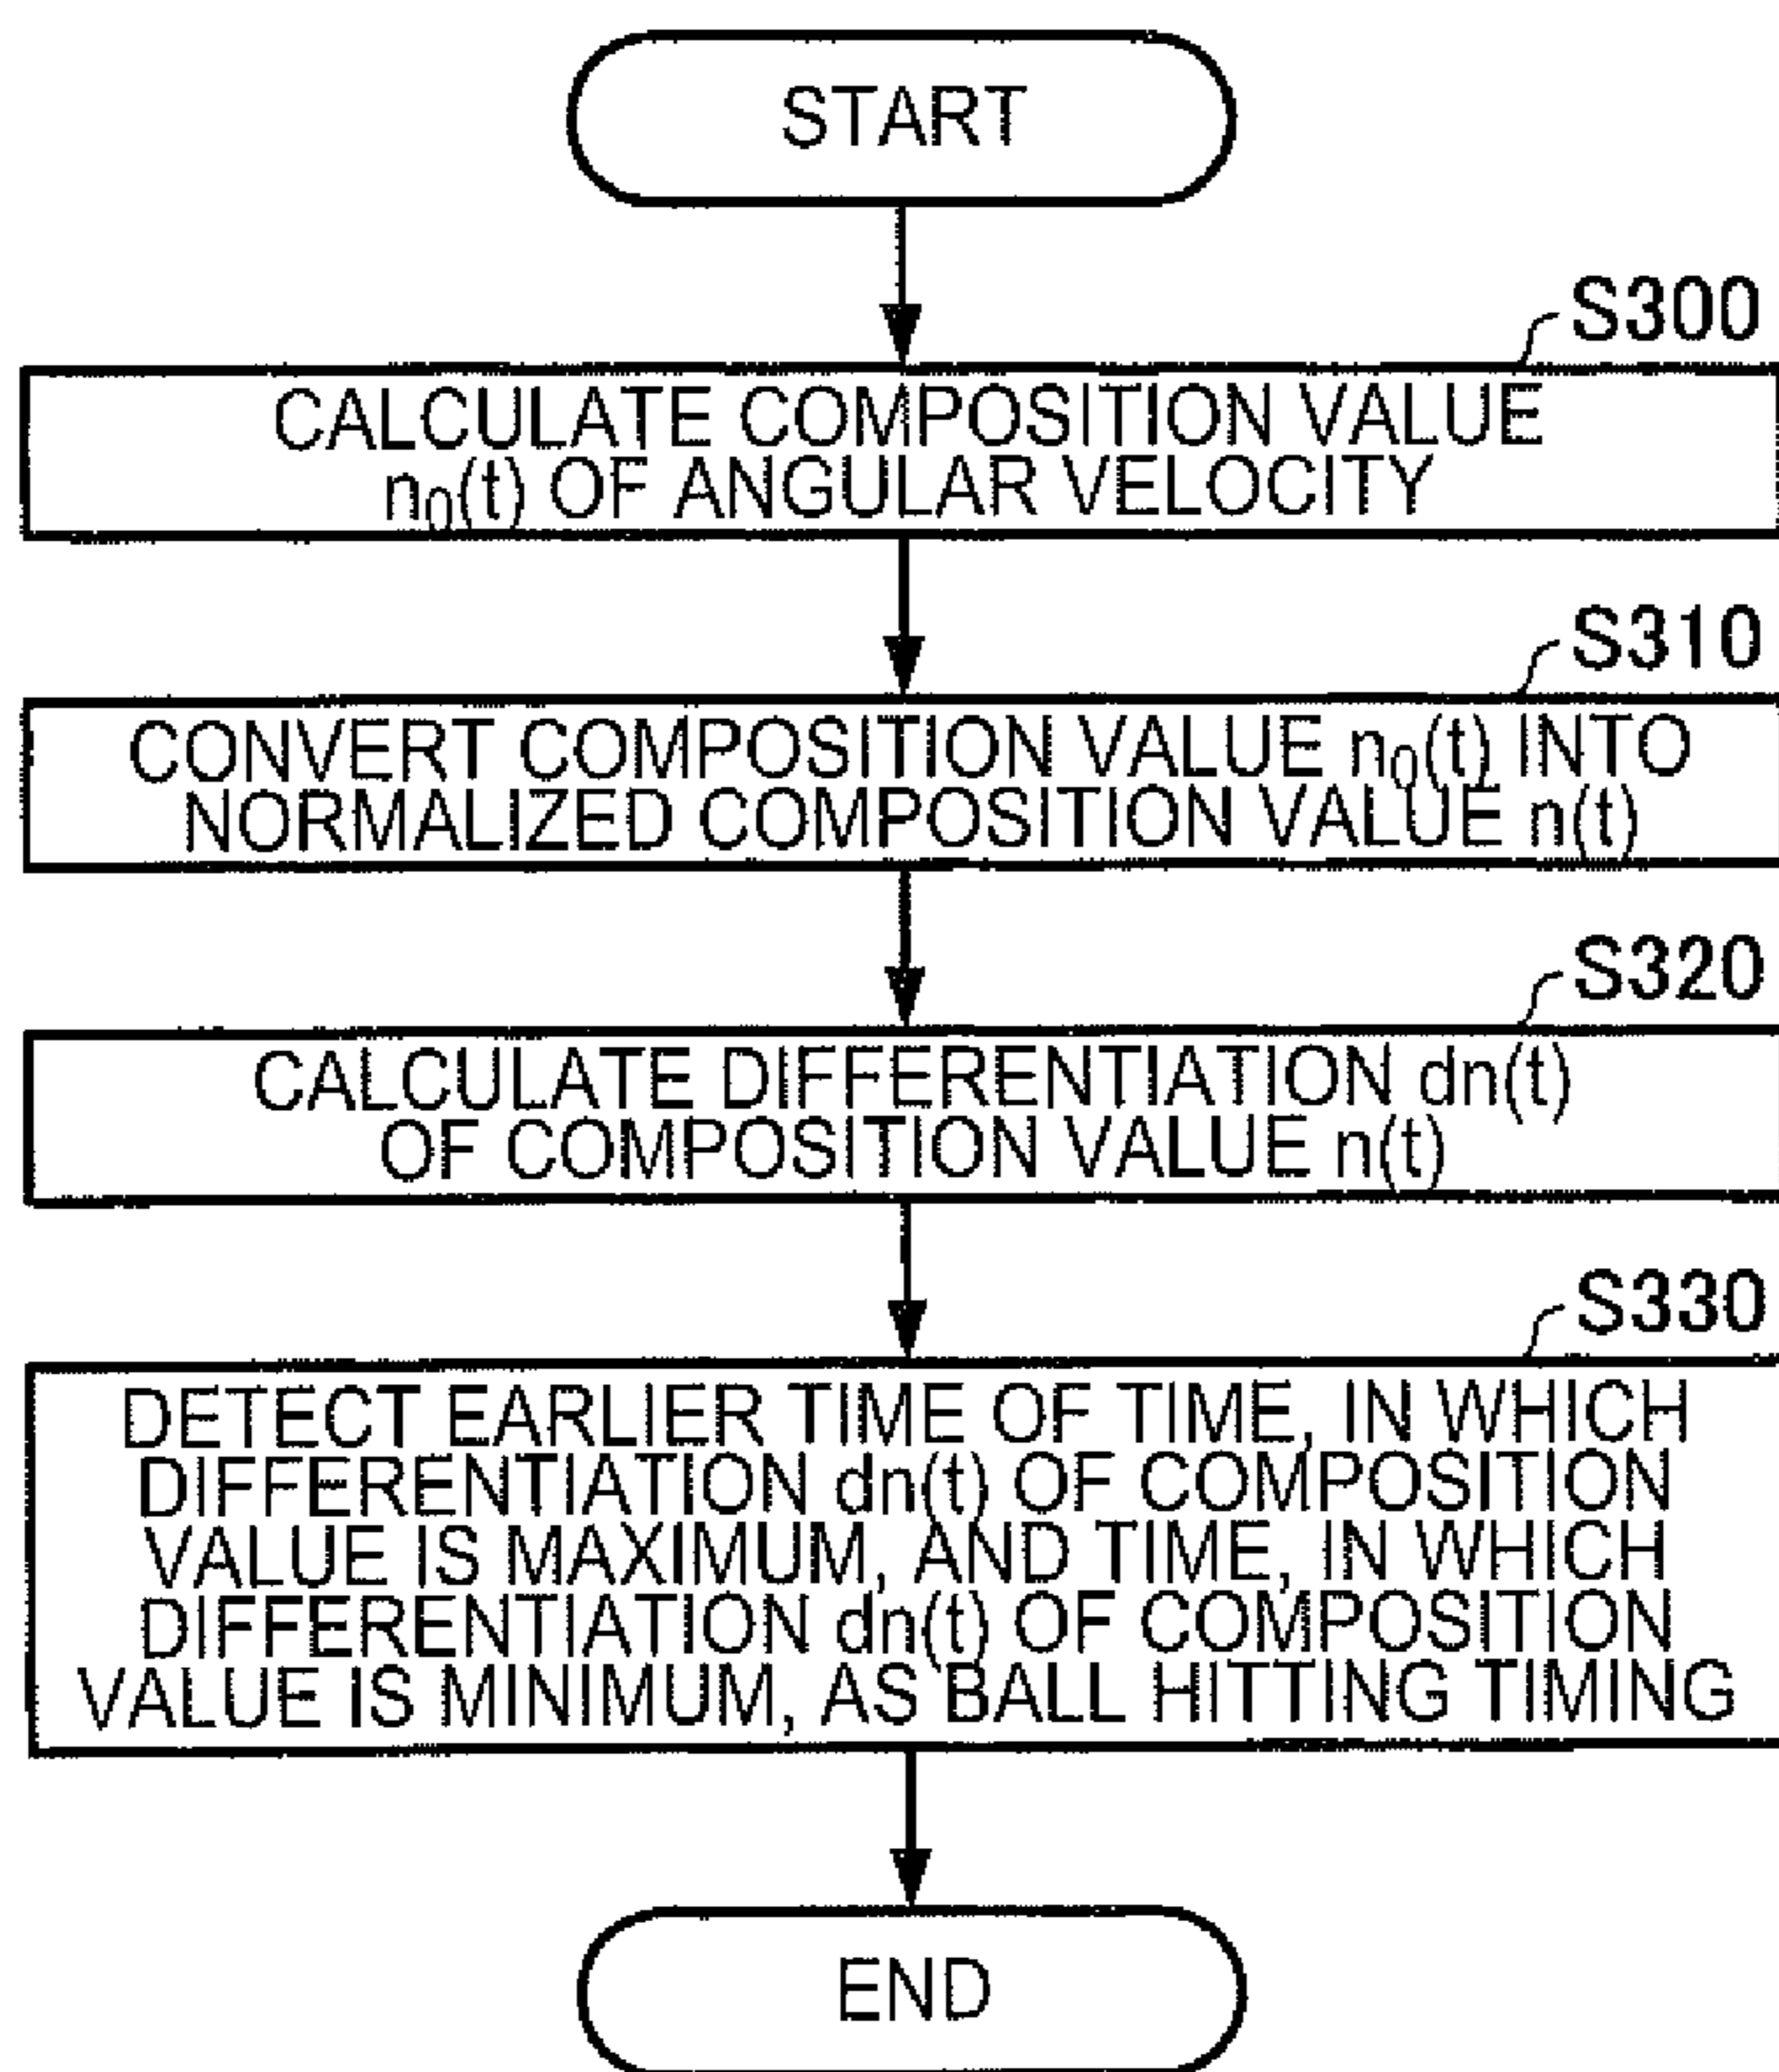 START
S300
CALCULATE COMPOSITION VALUE
n₀(t) OF ANGULAR VELOCITY
S310
CONVERT COMPOSITION VALUE n₀(t) INTO
NORMALIZED COMPOSITION VALUE n(t)
S320
CALCULATE DIFFERENTIATION dn(t)
OF COMPOSITION VALUE n(t)
S330
DETECT EARLIER TIME OF TIME, IN WHICH
DIFFERENTIATION dn(t) OF COMPOSITION
VALUE IS MAXIMUM, AND TIME, IN WHICH
DIFFERENTIATION dn(t) OF COMPOSITION
VALUE IS MINIMUM, AS BALL HITTING TIMING
END